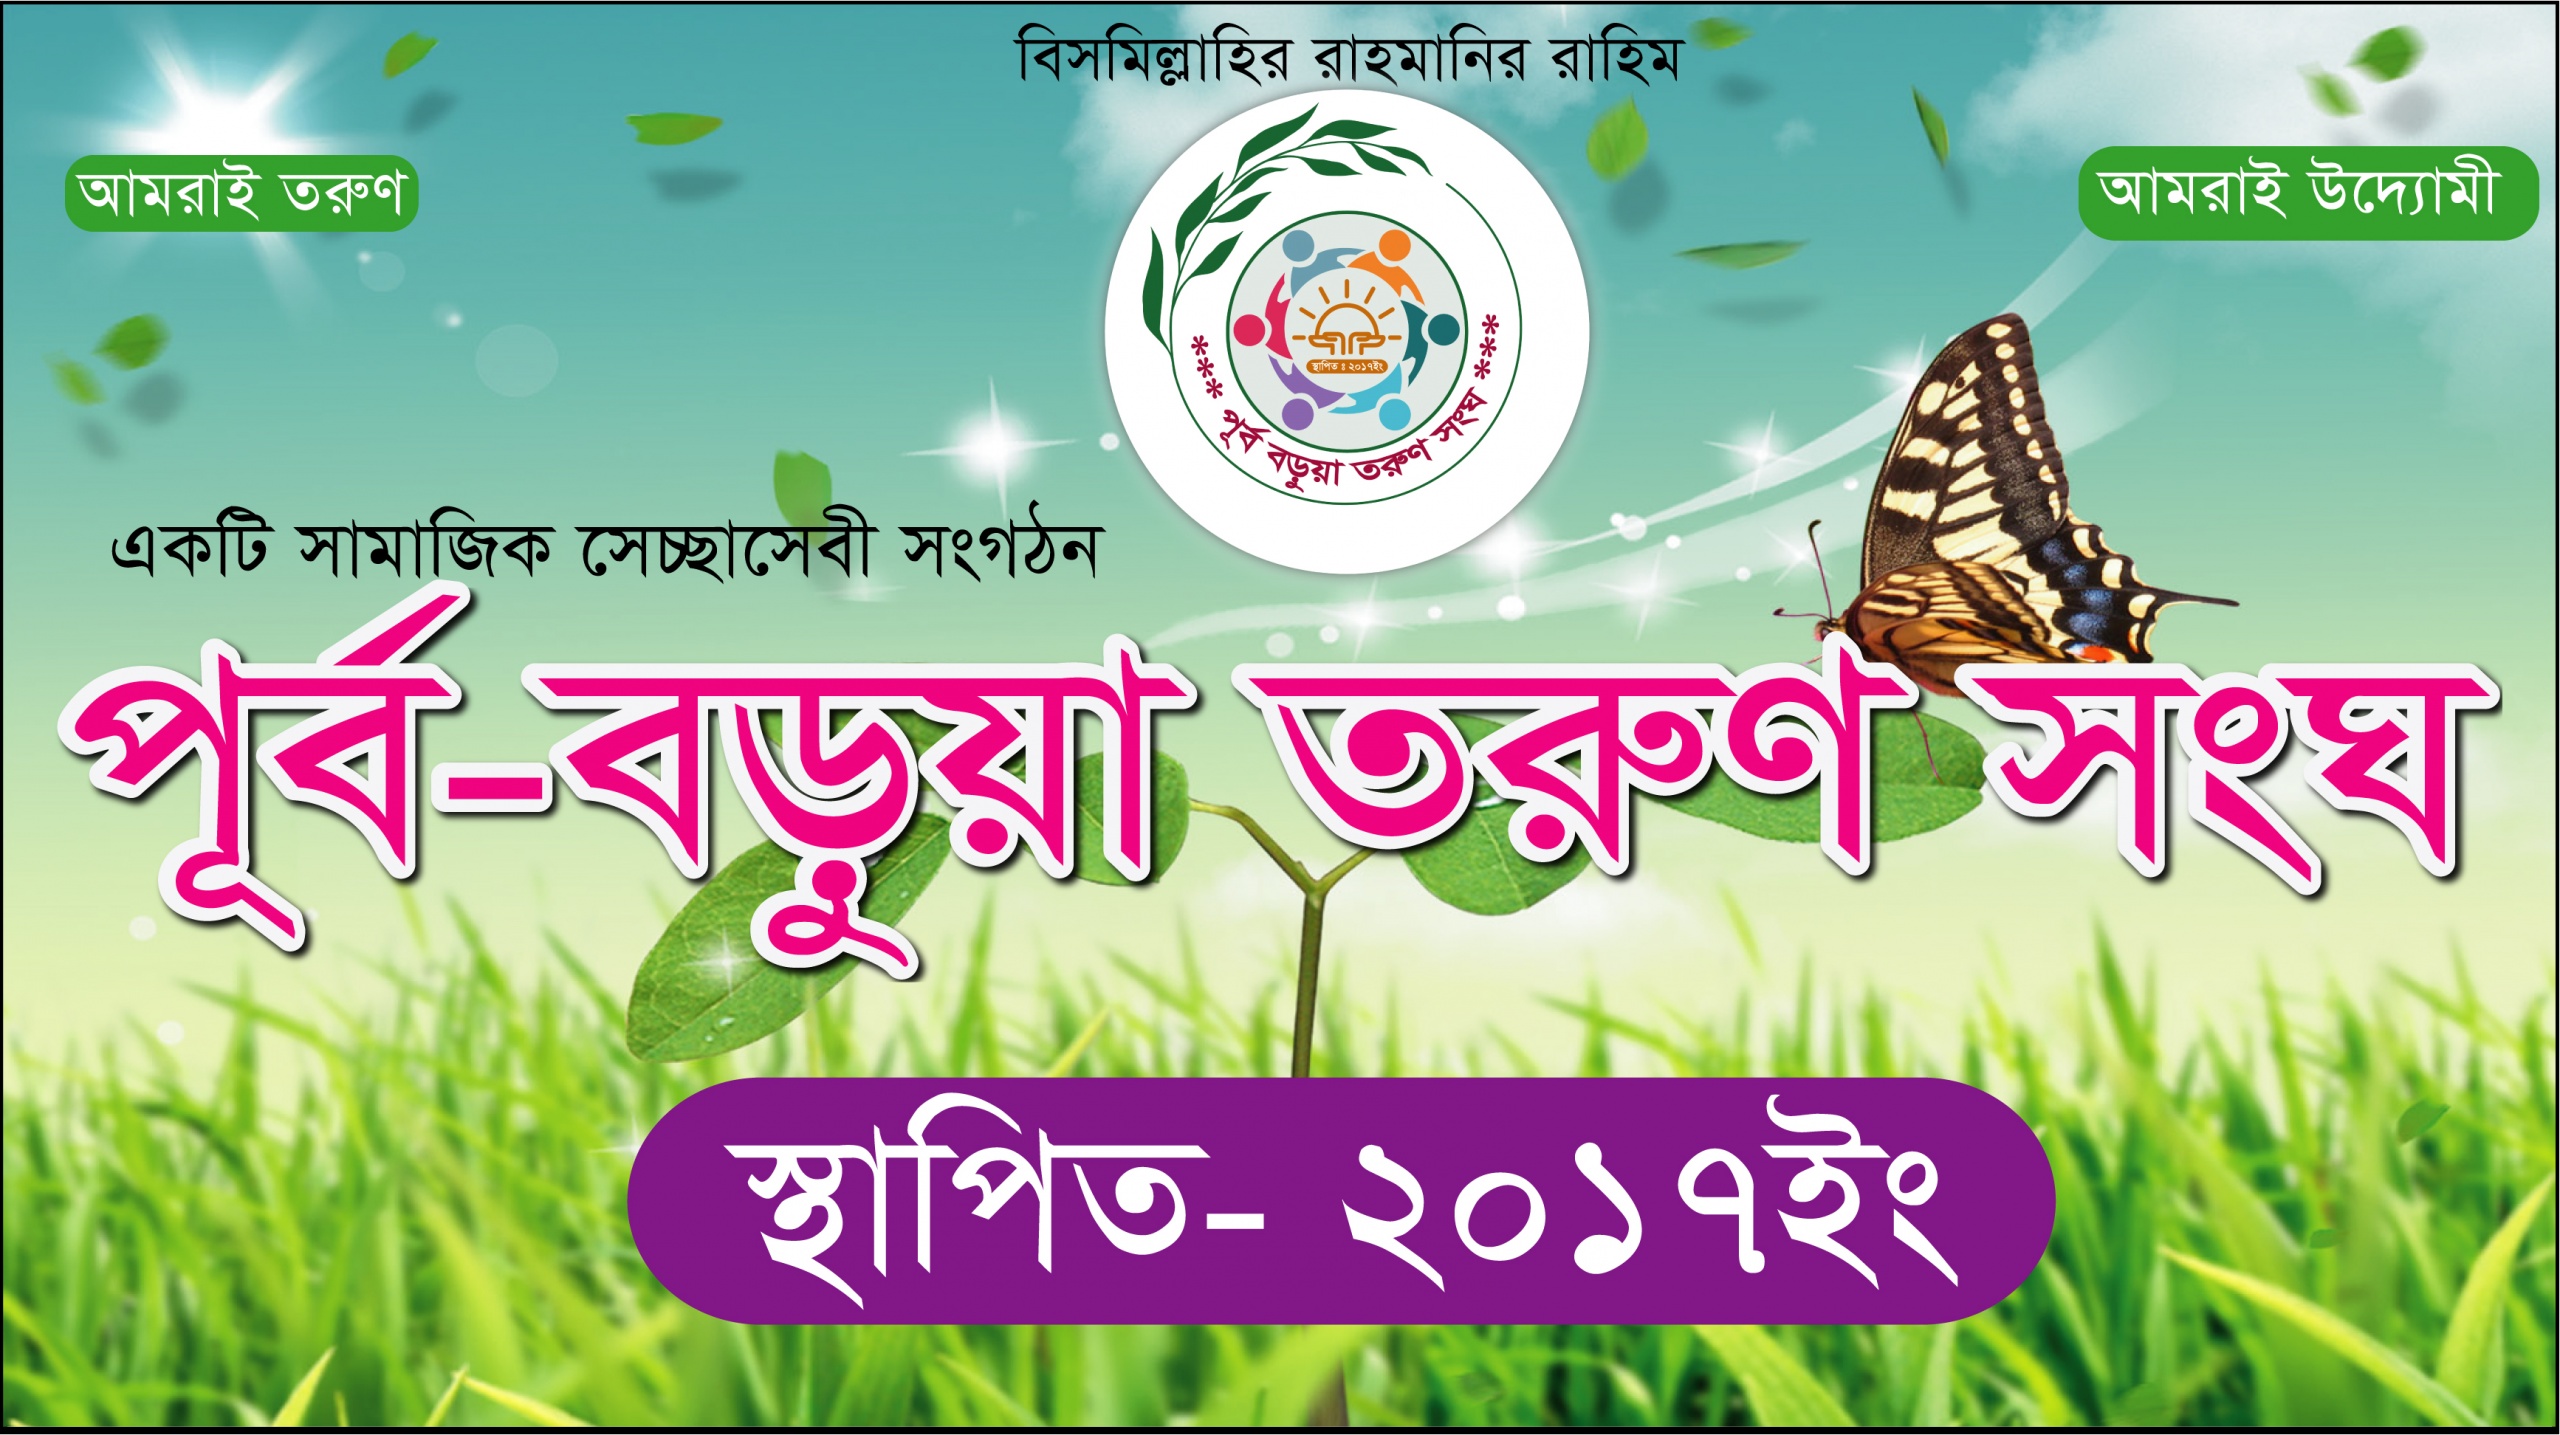 বিসমিল্লাহির রাহমানির রাহিম
আমরাই তরুণ
আমরাই উদ্যোমী
স্থাপিত ঃ ২০১৭ইং
**** পূর্ব বড়ুয়া তরুণ সংঘ ****
একটি সামাজিক সেচ্ছাসেবী সংগঠন
পূর্ব-বড়ুয়া তরুণ সংঘ
স্থাপিত- ২০১৭ইং